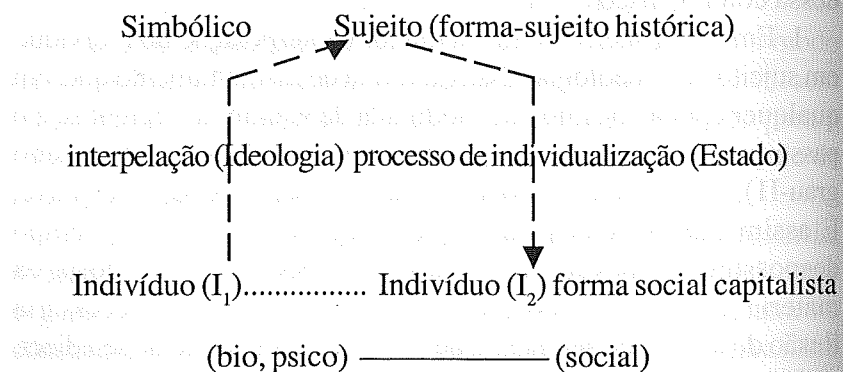 Simbólico Sujeito (forma-sujeito histórica)
interpelação (Ideologia) processo de individualização (Estado)
Indivíduo (I₁)................ Indivíduo (I₂) forma social capitalista
(bio, psico) ——————— (social)